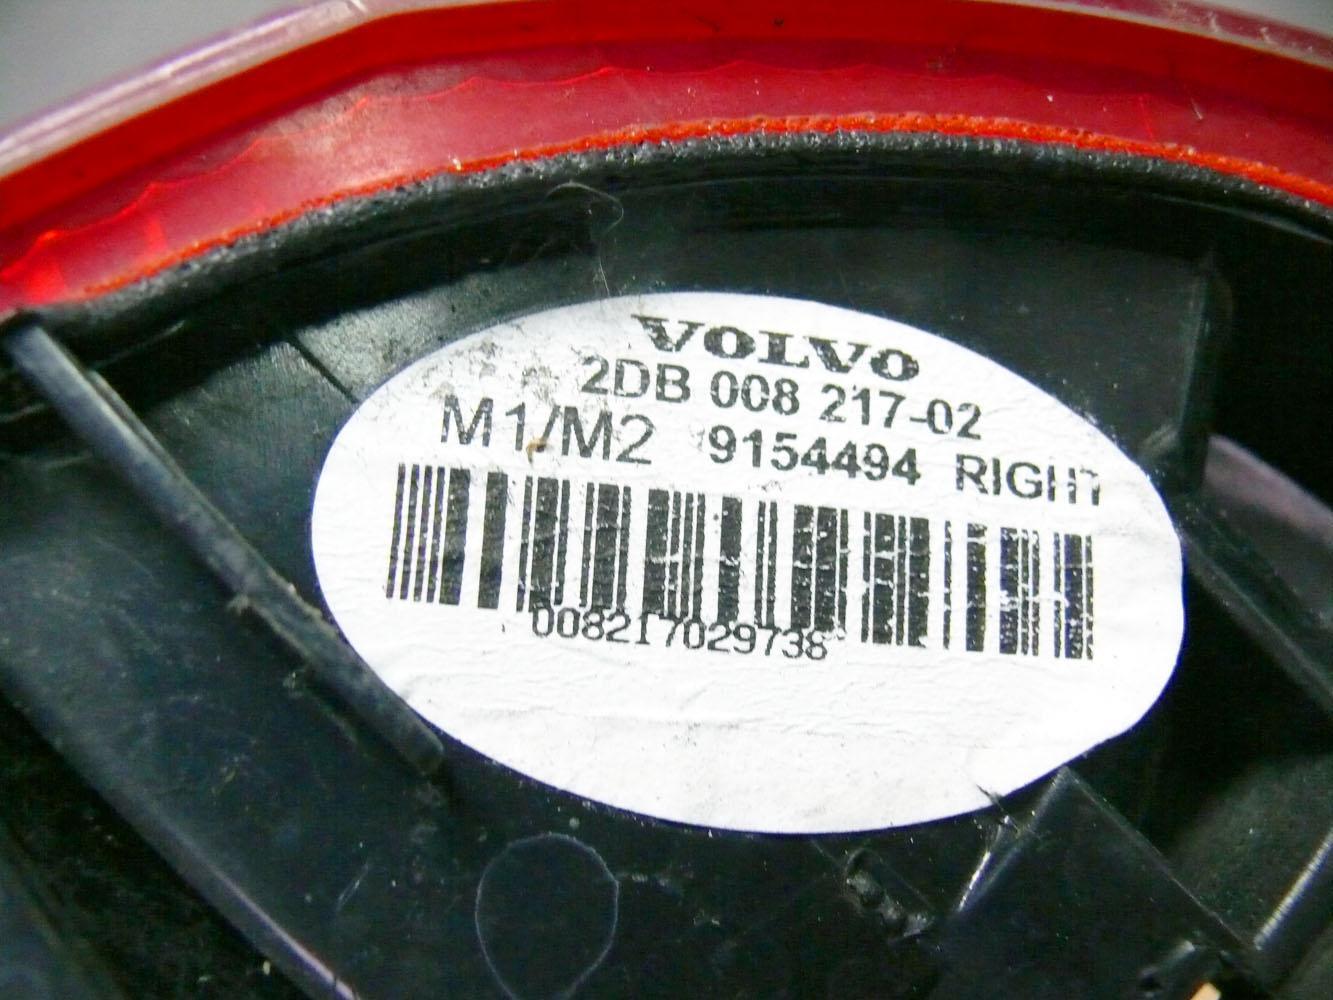 VOLVO
2DB 008 217-02
M1/M2 9154494 RIGHT
008217029738